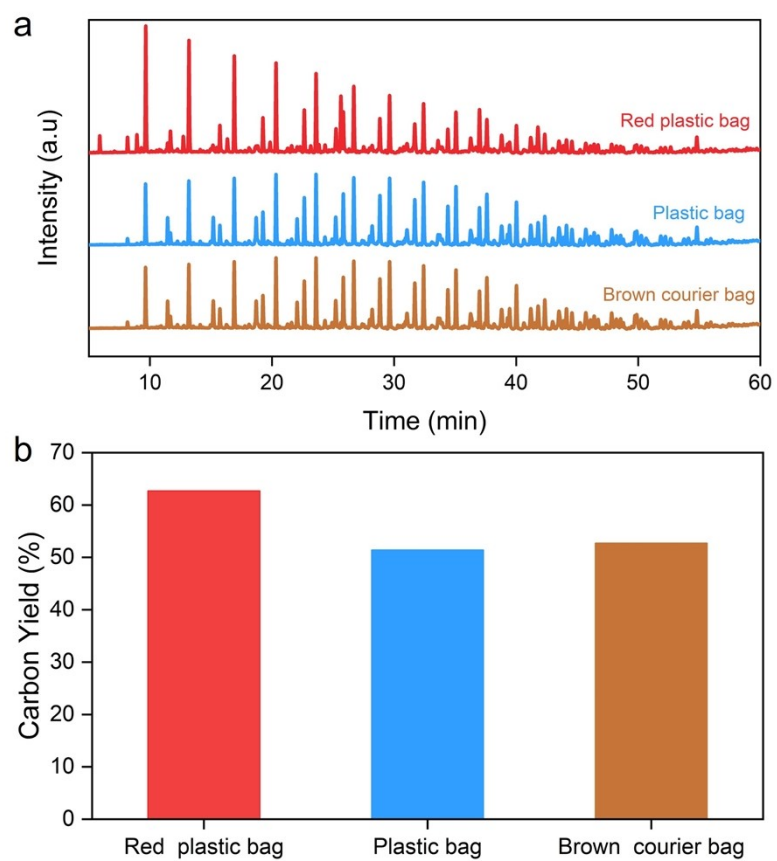 a
Intensity (a.u)
Red plastic bag
Plastic bag
Brown courier bag
10 20 30 40 50 60
Time (min)
b
Carbon Yield (%)
70
60
50
40
30
20
10
0
Red plastic bag Plastic bag Brown courier bag